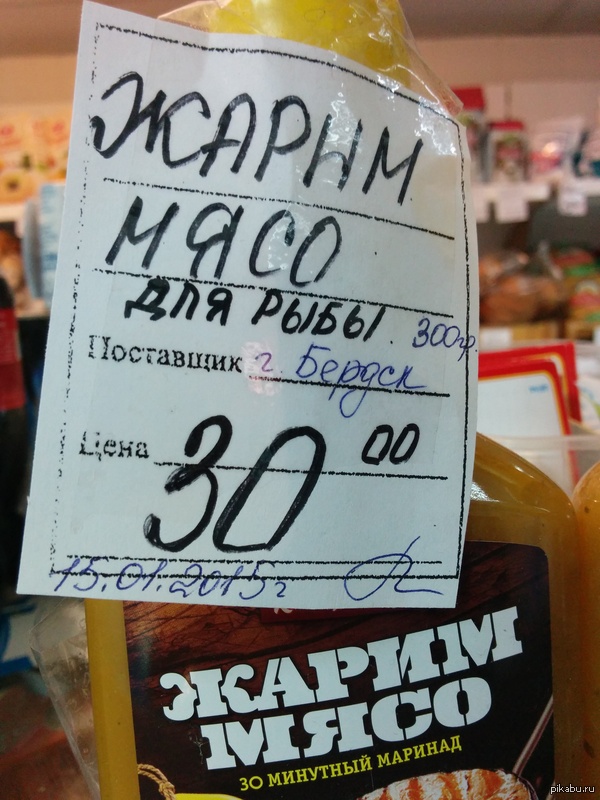 ЖАРИМ
МЯСО
ДЛЯ РЫБЫ. 300гр.
Поставщик г. Бердск
Цена 30 00
15.01.2015г
ЖАРИМ
МЯСО
30 МИНУТНЫЙ МАРИНАД
pikabu.ru